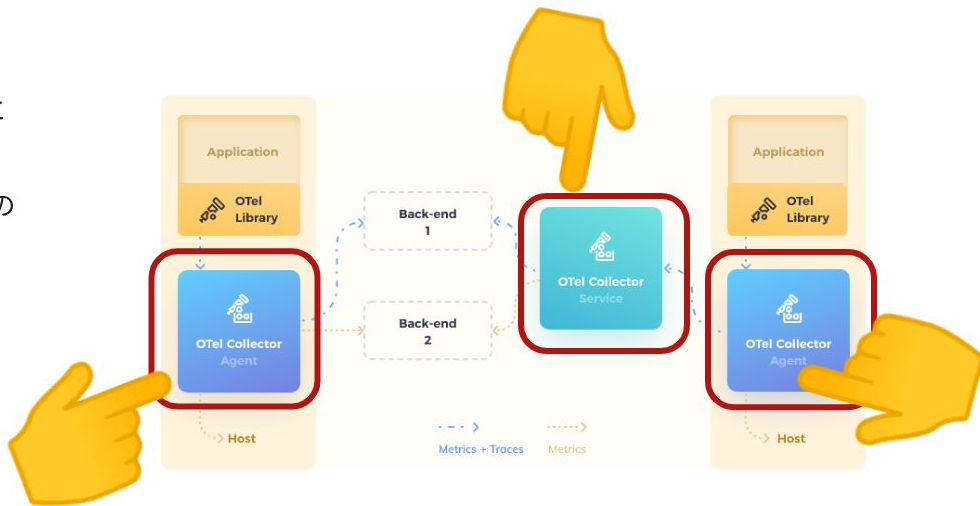 の
Application
OTel
Library
OTel Collector
Agent
Host
Back-end
1
Back-end
2
OTel Collector
Service
Metrics + Traces
Metrics
Application
OTel
Library
OTel Collector
Agent
Host